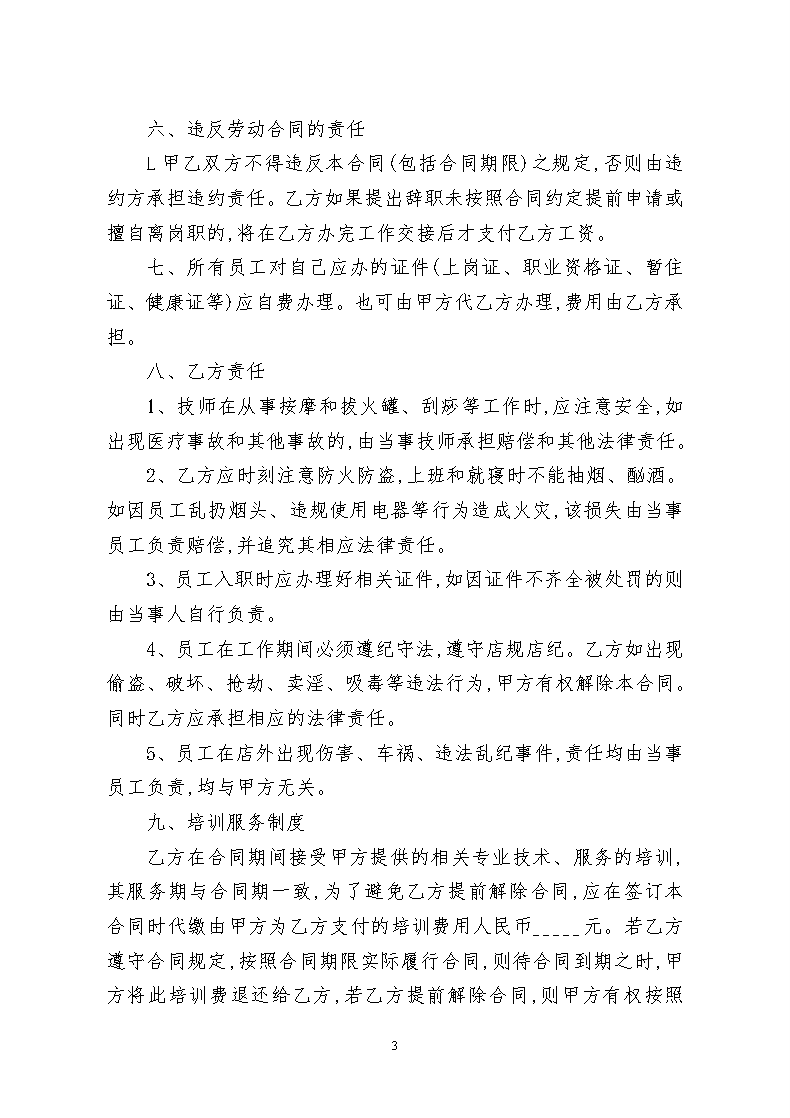 六、违反劳动合同的责任
1.甲乙双方不得违反本合同(包括合同期限)之规定,否则由违
约方承担违约责任。乙方如果提出辞职未按照合同约定提前申请或
擅自离岗职的,将在乙方办完工作交接后才支付乙方工资。
七、所有员工对自己应办的证件(上岗证、职业资格证、暂住
证、健康证等)应自费办理。也可由甲方代乙方办理,费用由乙方承
担。
八、乙方责任
1、技师在从事按摩和拔火罐、刮痧等工作时,应注意安全,如
出现医疗事故和其他事故的,由当事技师承担赔偿和其他法律责任。
2、乙方应时刻注意防火防盗,上班和就寝时不能抽烟、酗酒。
如因员工乱扔烟头、违规使用电器等行为造成火灾,该损失由当事
员工负责赔偿,并追究其相应法律责任。
3、员工入职时应办理好相关证件,如因证件不齐全被处罚的则
由当事人自行负责。
4、员工在工作期间必须遵纪守法,遵守店规店纪。乙方如出现
偷盗、破坏、抢劫、卖淫、吸毒等违法行为,甲方有权解除本合同。
同时乙方应承担相应的法律责任。
5、员工在店外出现伤害、车祸、违法乱纪事件,责任均由当事
员工负责,均与甲方无关。
九、培训服务制度
乙方在合同期间接受甲方提供的相关专业技术、服务的培训,
其服务期与合同期一致,为了避免乙方提前解除合同,应在签订本
合同时代缴由甲方为乙方支付的培训费用人民币_____元。若乙方
遵守合同规定,按照合同期限实际履行合同,则待合同到期之时,甲
方将此培训费退还给乙方,若乙方提前解除合同,则甲方有权按照
3